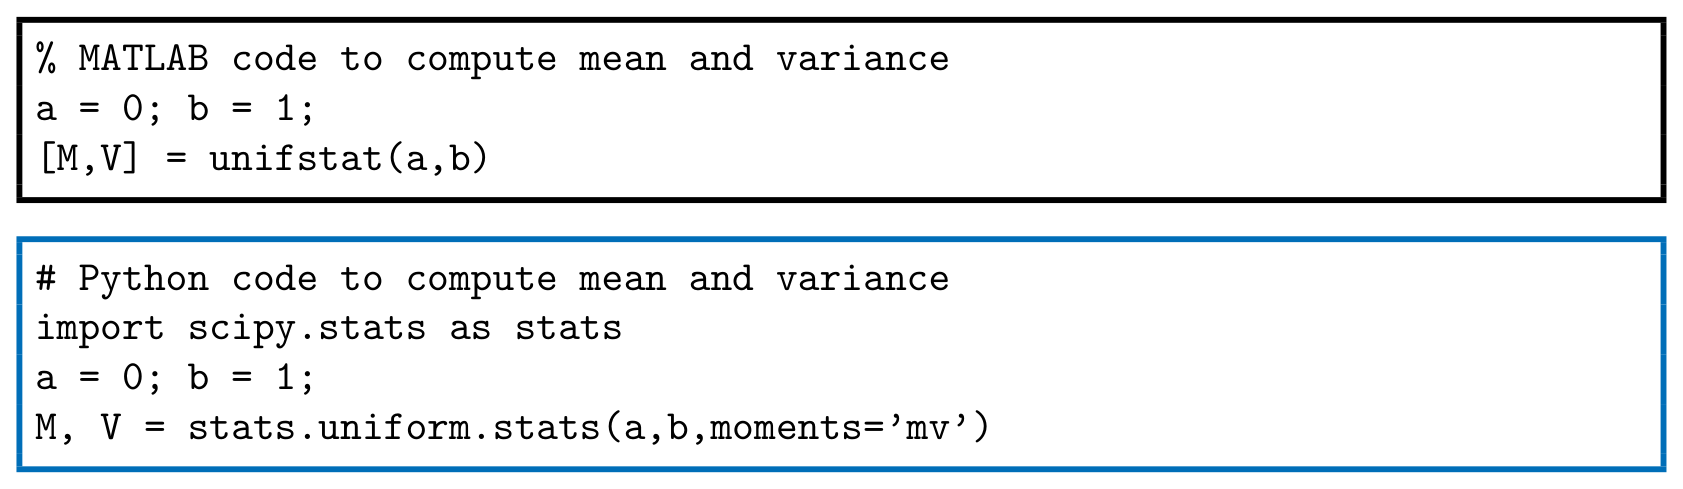 % MATLAB code to compute mean and variance
a = 0; b = 1;
[M,V] = unifstat(a,b)
# Python code to compute mean and variance
import scipy.stats as stats
a = 0; b = 1;
M, V = stats.uniform.stats(a,b,moments=’mv’)